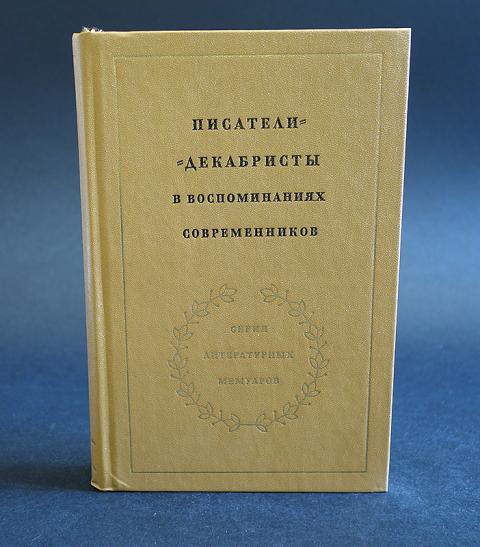 ПИСАТЕЛИ=
=ДЕКАБРИСТЫ
В ВОСПОМИНАНИЯХ
СОВРЕМЕННИКОВ
СЕРИЯ
ЛИТЕРАТУРНЫХ
МЕМУАРОВ